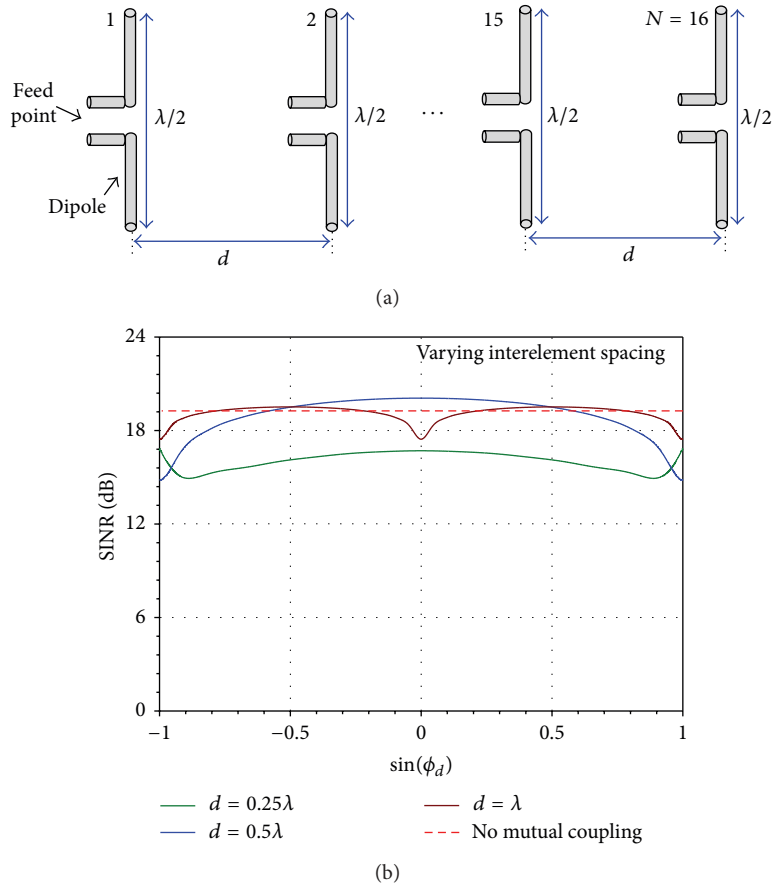 1
2
15
N = 16
Feed
point
λ/2
λ/2
...
λ/2
λ/2
Dipole
d
d
(a)
Varying interelement spacing
SINR (dB)
24
18
12
6
0
−1
−0.5
0
0.5
1
sin(ϕ_d)
d = 0.25λ
d = λ
d = 0.5λ
No mutual coupling
(b)